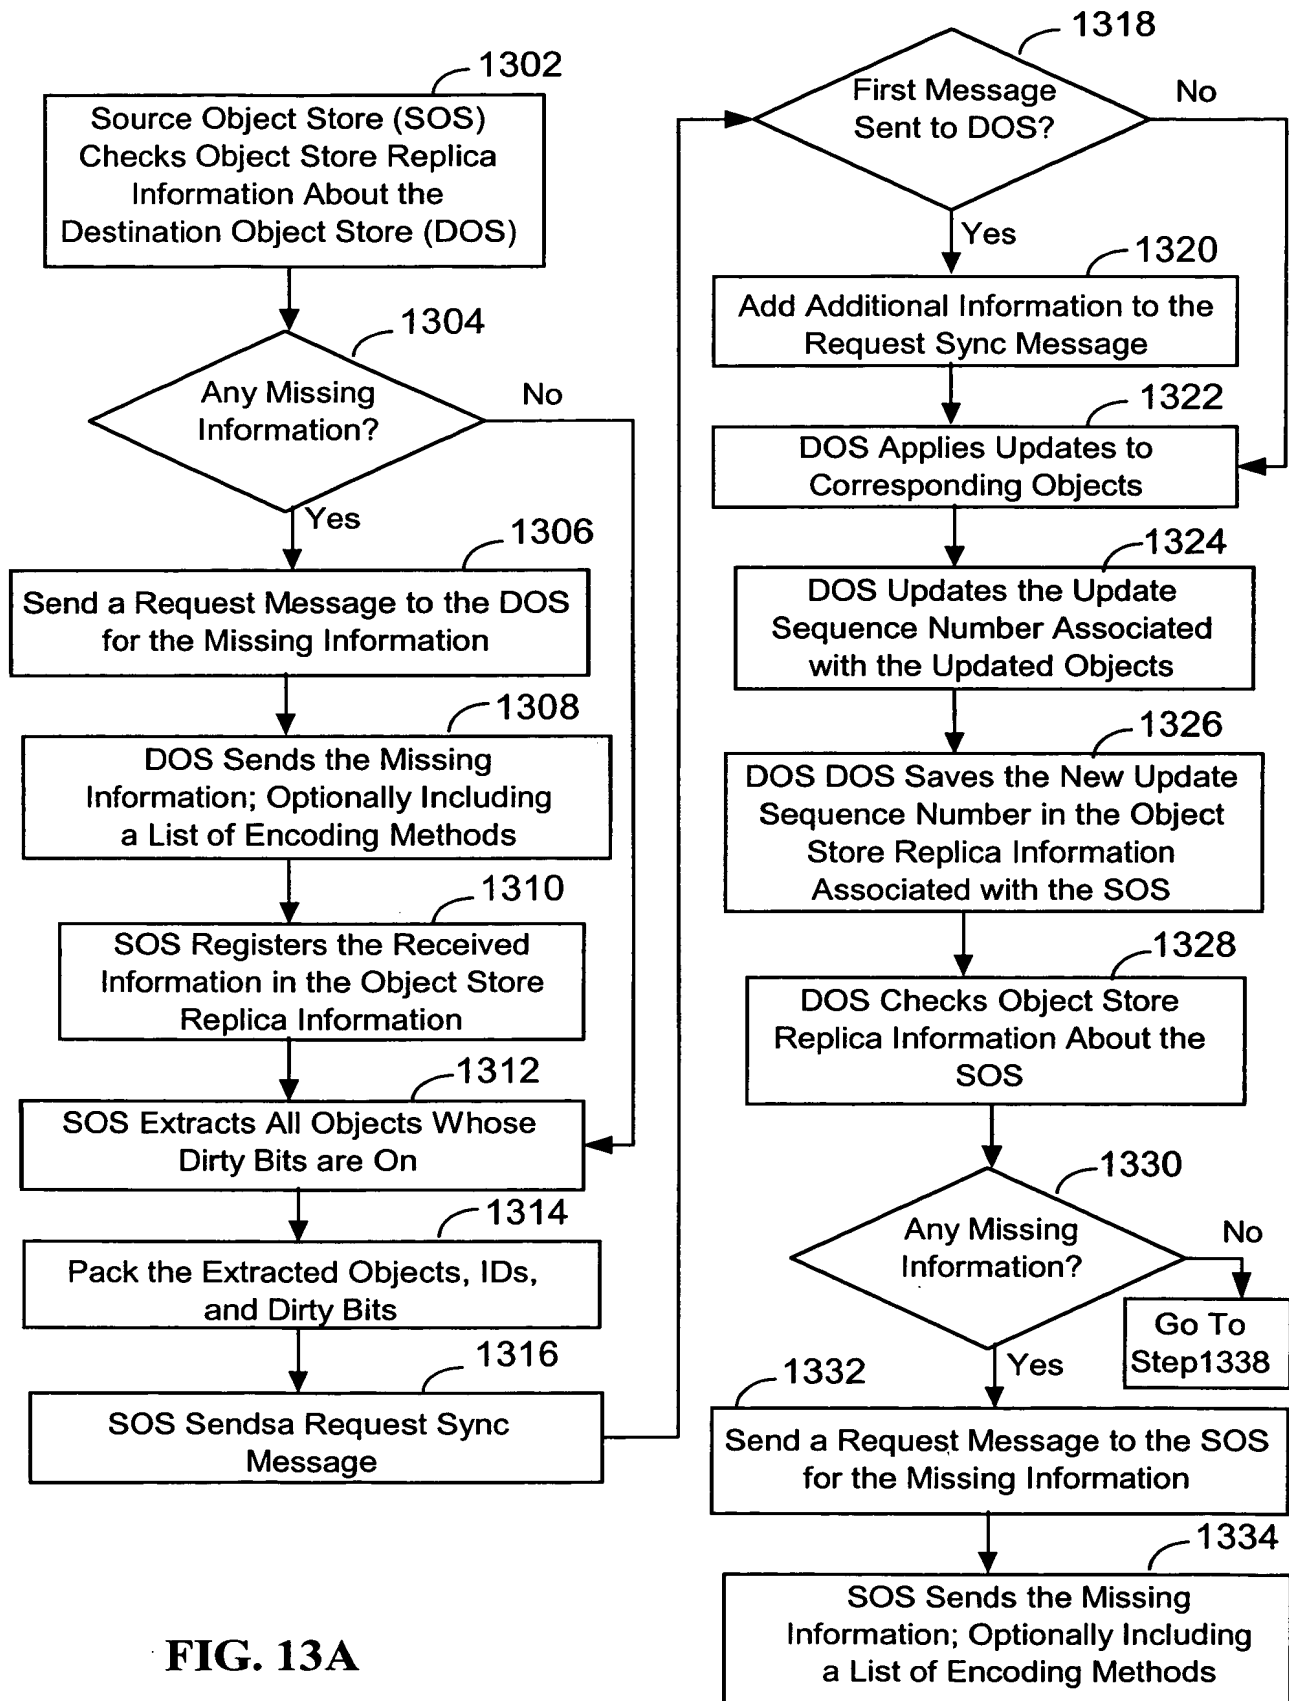 1302
Source Object Store (SOS)
Checks Object Store Replica
Information About the
Destination Object Store (DOS)
1304
Any Missing
Information?
No
Yes
1306
Send a Request Message to the DOS
for the Missing Information
1308
DOS Sends the Missing
Information; Optionally Including
a List of Encoding Methods
1310
SOS Registers the Received
Information in the Object Store
Replica Information
1312
SOS Extracts All Objects Whose
Dirty Bits are On
1314
Pack the Extracted Objects, IDs,
and Dirty Bits
1316
SOS Sendsa Request Sync
Message
1318
First Message
Sent to DOS?
No
Yes
1320
Add Additional Information to the
Request Sync Message
1322
DOS Applies Updates to
Corresponding Objects
1324
DOS Updates the Update
Sequence Number Associated
with the Updated Objects
1326
DOS DOS Saves the New Update
Sequence Number in the Object
Store Replica Information
Associated with the SOS
1328
DOS Checks Object Store
Replica Information About the
SOS
1330
Any Missing
Information?
No
Go To
Step1338
Yes
1332
Send a Request Message to the SOS
for the Missing Information
1334
SOS Sends the Missing
Information; Optionally Including
a List of Encoding Methods
FIG. 13A